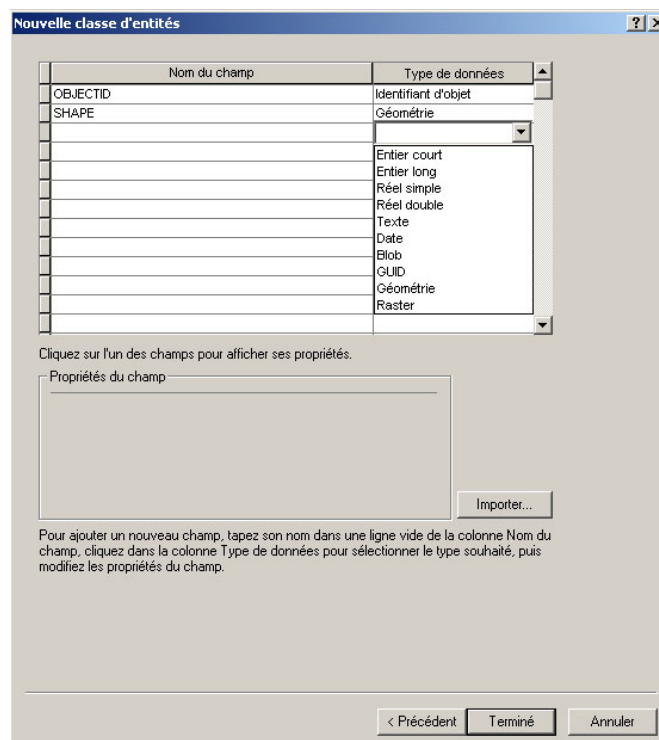 Nouvelle classe d'entités
Nom du champ Type de données
OBJECTID Identifiant d'objet
SHAPE Géométrie
Entier court
Entier long
Réel simple
Réel double
Texte
Date
Blob
GUID
Géométrie
Raster
Cliquez sur l'un des champs pour afficher ses propriétés.
Propriétés du champ
Importer...
Pour ajouter un nouveau champ, tapez son nom dans une ligne vide de la colonne Nom du
champ, cliquez dans la colonne Type de données pour sélectionner le type souhaité, puis
modifiez les propriétés du champ.
< Précédent Terminé Annuler